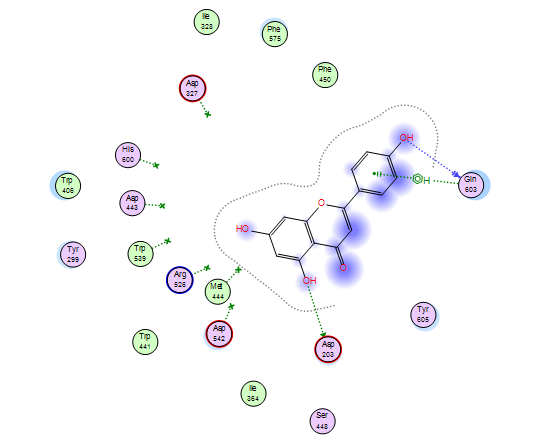 Ile
328
Phe
575
Phe
450
Asp
327
OH
His
600
H
Gln
603
Trp
406
Asp
443
O
HO
Trp
539
Tyr
299
Arg
526
O
Met
444
OH
Tyr
605
Asp
542
Trp
441
Asp
203
Ile
364
Ser
448